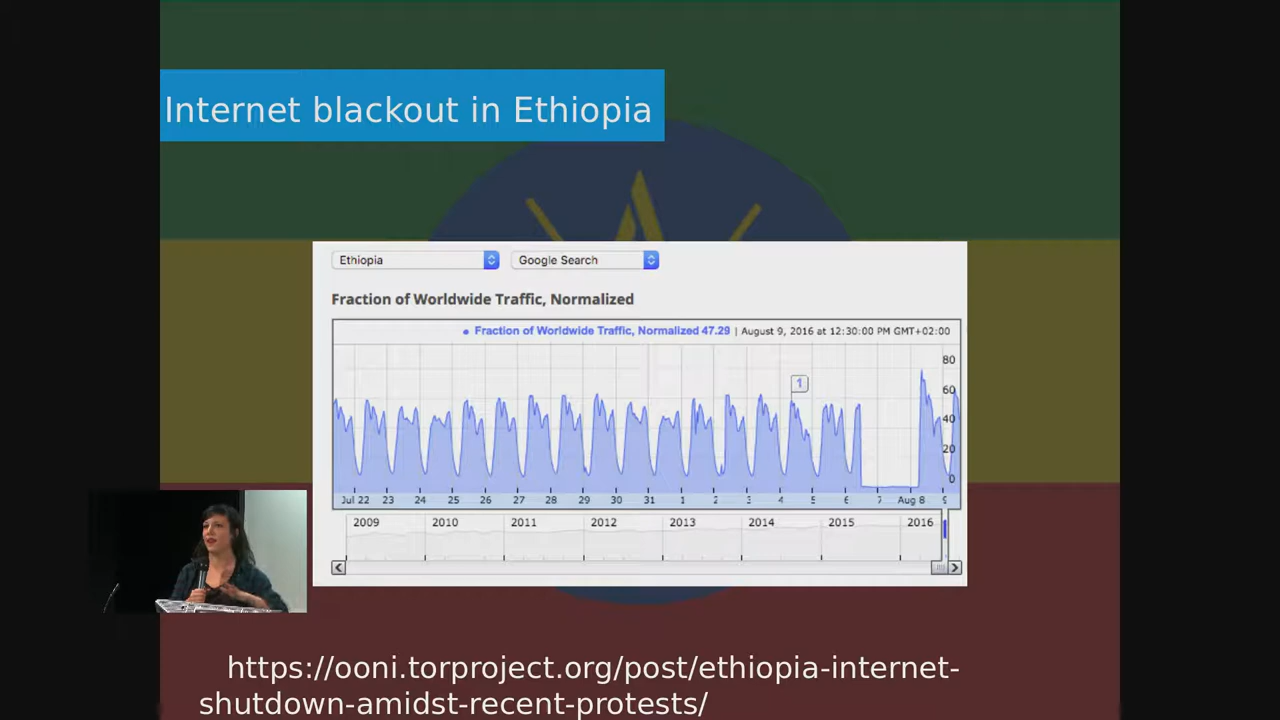 Internet blackout in Ethiopia
Ethiopia Google Search
Fraction of Worldwide Traffic, Normalized
Fraction of Worldwide Traffic, Normalized 47.29 | August 9, 2016 at 12:30:00 PM GMT+02:00
80
1
60
40
20
0
Jul 22 23 24 25 26 27 28 29 30 31 1 2 3 4 5 6 7 Aug 8 9
2009 2010 2011 2012 2013 2014 2015 2016
https://ooni.torproject.org/post/ethiopia-internet-
shutdown-amidst-recent-protests/